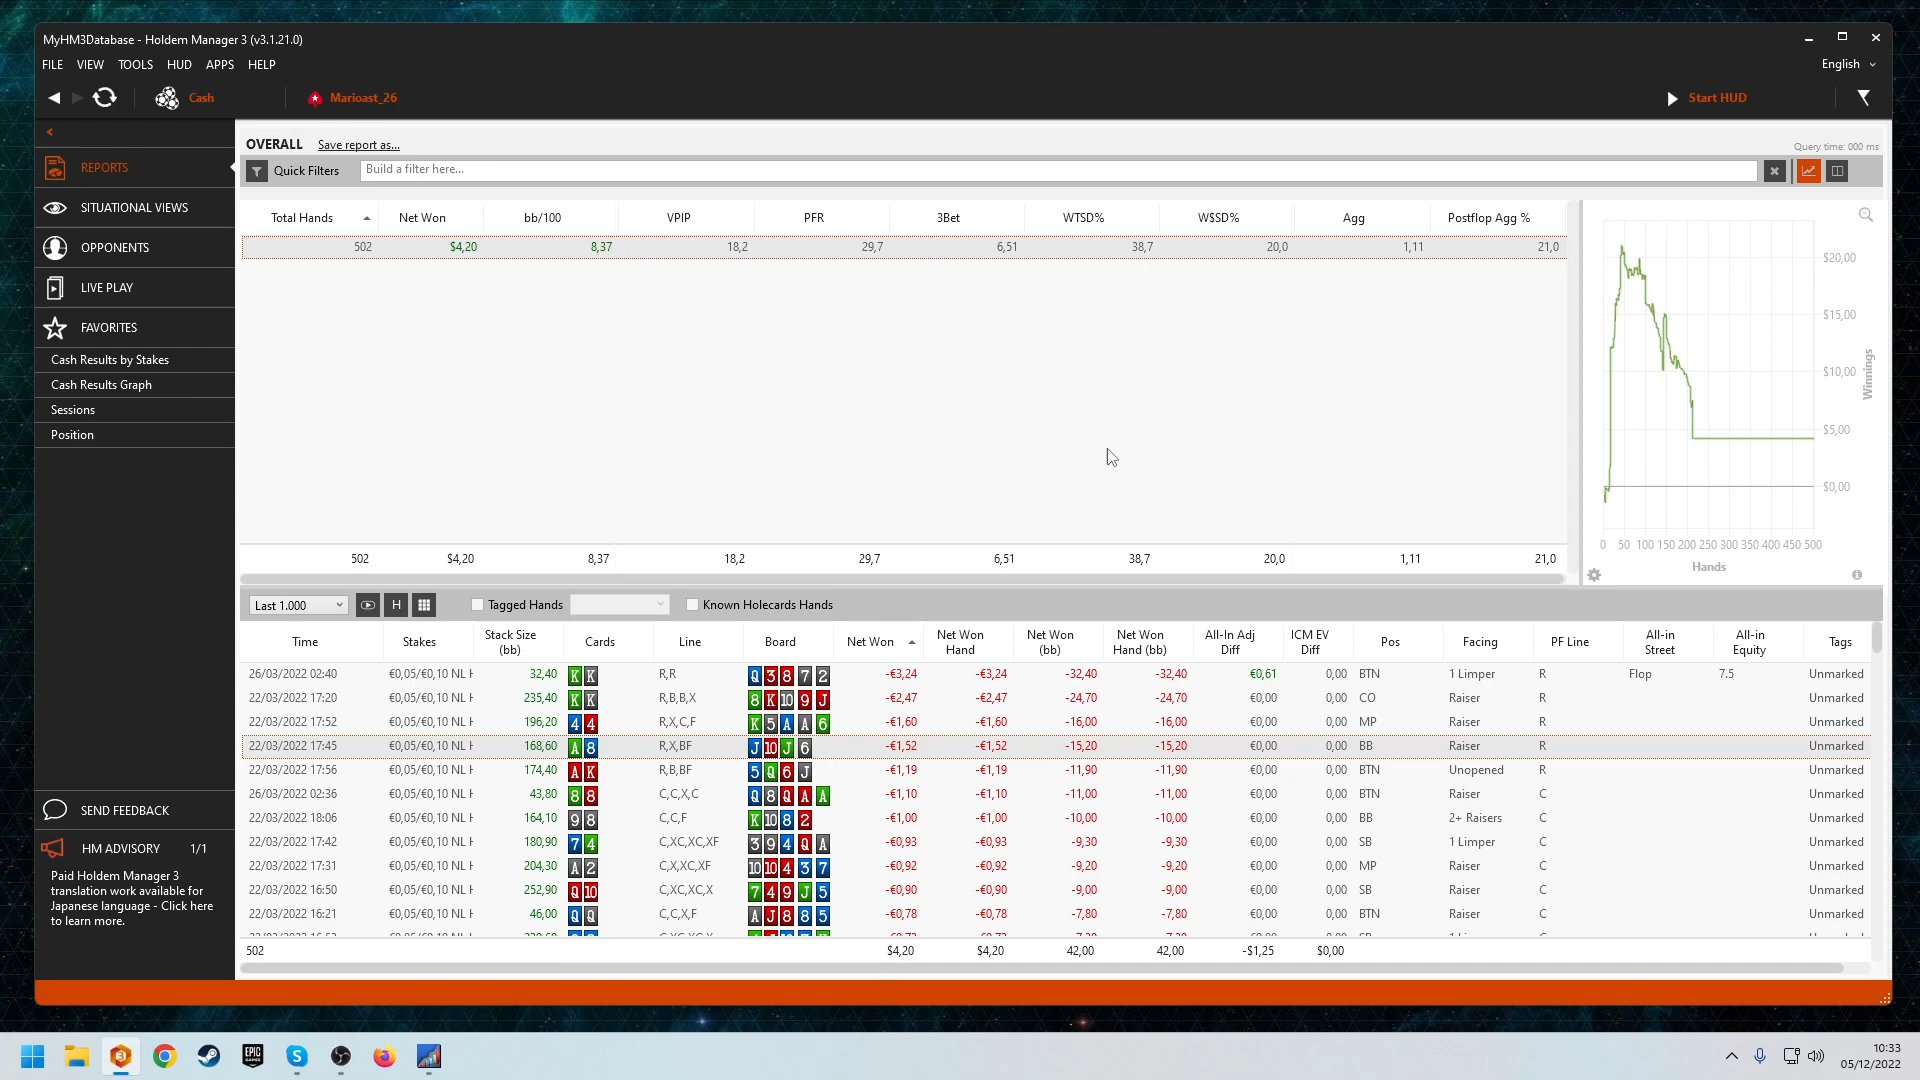 MyHM3Database - Holdem Manager 3 (v3.1.21.0)
FILE VIEW TOOLS HUD APPS HELP
English
Cash
Marioast_26
Start HUD
OVERALL Save report as...
Query time: 000 ms
REPORTS
Quick Filters
Build a filter here...
SITUATIONAL VIEWS
OPPONENTS
LIVE PLAY
FAVORITES
Cash Results by Stakes
Cash Results Graph
Sessions
Position
Total Hands Net Won bb/100 VPIP PFR 3Bet WTSD% W$SD% Agg Postflop Agg %
502 $4,20 8,37 18,2 29,7 6,51 38,7 20,0 1,11 21,0
502 $4,20 8,37 18,2 29,7 6,51 38,7 20,0 1,11 21,0
$20,00
$15,00
$10,00
$5,00
$0,00
Winnings
0 50 100 150 200 250 300 350 400 450 500
Hands
Last 1.000 H Tagged Hands Known Holecards Hands
Time Stakes Stack Size (bb) Cards Line Board Net Won Net Won Hand Net Won (bb) Net Won Hand (bb) All-In Adj Diff ICM EV Diff Pos Facing PF Line All-in Street All-in Equity Tags
26/03/2022 02:40 €0,05/€0,10 NL H 32,40 K K R,R Q 3 8 7 2 -€3,24 -€3,24 -32,40 -32,40 €0,61 0,00 BTN 1 Limper R Flop 7.5 Unmarked
22/03/2022 17:20 €0,05/€0,10 NL H 235,40 K K R,B,B,X 8 K 10 9 J -€2,47 -€2,47 -24,70 -24,70 €0,00 0,00 CO Raiser R Unmarked
22/03/2022 17:52 €0,05/€0,10 NL H 196,20 4 4 R,X,C,F K 5 A A 6 -€1,60 -€1,60 -16,00 -16,00 €0,00 0,00 MP Raiser R Unmarked
22/03/2022 17:45 €0,05/€0,10 NL H 168,60 A 8 R,X,BF J 10 J 6 -€1,52 -€1,52 -15,20 -15,20 €0,00 0,00 BB Raiser R Unmarked
22/03/2022 17:56 €0,05/€0,10 NL H 174,40 A K R,B,BF 5 Q 6 J -€1,19 -€1,19 -11,90 -11,90 €0,00 0,00 BTN Unopened R Unmarked
26/03/2022 02:36 €0,05/€0,10 NL H 43,80 8 8 C,C,X,C Q 8 Q A A -€1,10 -€1,10 -11,00 -11,00 €0,00 0,00 BTN Raiser C Unmarked
22/03/2022 18:06 €0,05/€0,10 NL H 164,10 9 8 C,C,F K 10 8 2 -€1,00 -€1,00 -10,00 -10,00 €0,00 0,00 BB 2+ Raisers C Unmarked
22/03/2022 17:42 €0,05/€0,10 NL H 180,90 7 4 C,XC,XC,XF 3 9 4 Q A -€0,93 -€0,93 -9,30 -9,30 €0,00 0,00 SB 1 Limper C Unmarked
22/03/2022 17:31 €0,05/€0,10 NL H 204,30 A 2 C,X,XC,XF 10 10 4 3 7 -€0,92 -€0,92 -9,20 -9,20 €0,00 0,00 MP Raiser C Unmarked
22/03/2022 16:50 €0,05/€0,10 NL H 252,90 Q 10 C,XC,XC,X 7 4 9 J 5 -€0,90 -€0,90 -9,00 -9,00 €0,00 0,00 SB Raiser C Unmarked
22/03/2022 16:21 €0,05/€0,10 NL H 46,00 Q Q C,C,X,F A J 8 8 5 -€0,78 -€0,78 -7,80 -7,80 €0,00 0,00 BTN Raiser C Unmarked
502 $4,20 $4,20 42,00 42,00 -$1,25 $0,00
SEND FEEDBACK
HM ADVISORY 1/1
Paid Holdem Manager 3
translation work available for
Japanese language - Click here
to learn more.
EPIC GAMES
10:33
05/12/2022